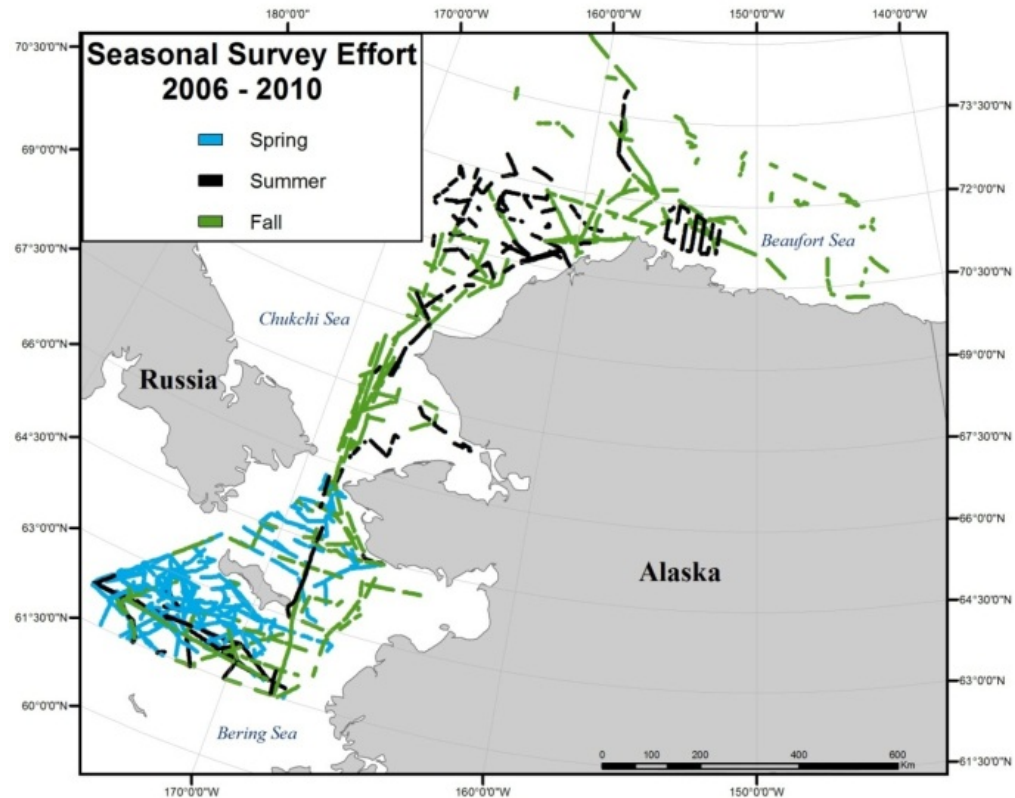 180°0'0" 170°0'0"W 160°0'0"W 150°0'0"W 140°0'0"W
Seasonal Survey Effort
2006 - 2010
Spring
Summer
Fall
70°30'0"N
69°0'0"N
67°30'0"N
66°0'0"N
64°30'0"N
63°0'0"N
61°30'0"N
60°0'0"N
73°30'0"N
72°0'0"N
70°30'0"N
69°0'0"N
67°30'0"N
66°0'0"N
64°30'0"N
63°0'0"N
61°30'0"N
Beaufort Sea
Chukchi Sea
Russia
Alaska
Bering Sea
0 100 200 400 600
Km
170°0'0"W 160°0'0"W 150°0'0"W